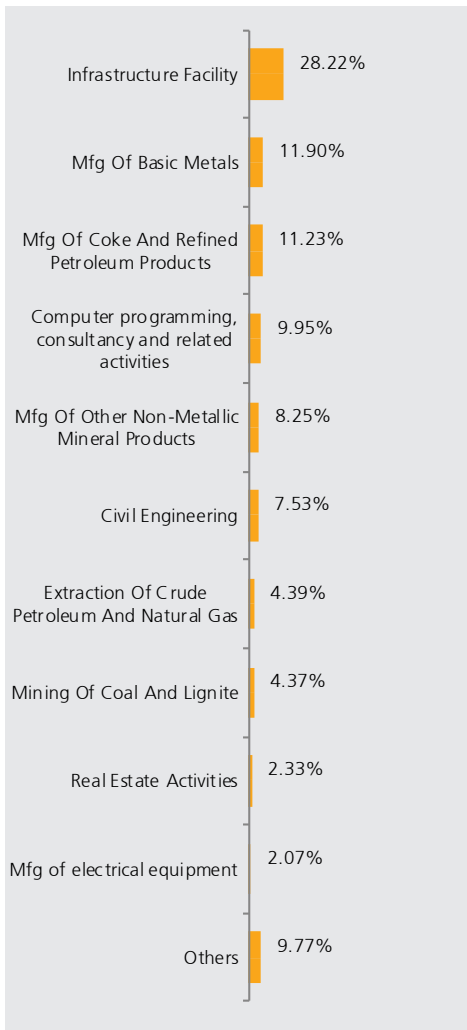 Infrastructure Facility 28.22%
Mfg Of Basic Metals 11.90%
Mfg Of Coke And Refined
Petroleum Products
11.23%
Computer programming,
consultancy and related
activities
9.95%
Mfg Of Other Non-Metallic
Mineral Products
8.25%
Civil Engineering 7.53%
Extraction Of Crude
Petroleum And Natural Gas
4.39%
Mining Of Coal And Lignite 4.37%
Real Estate Activities 2.33%
Mfg of electrical equipment 2.07%
Others 9.77%